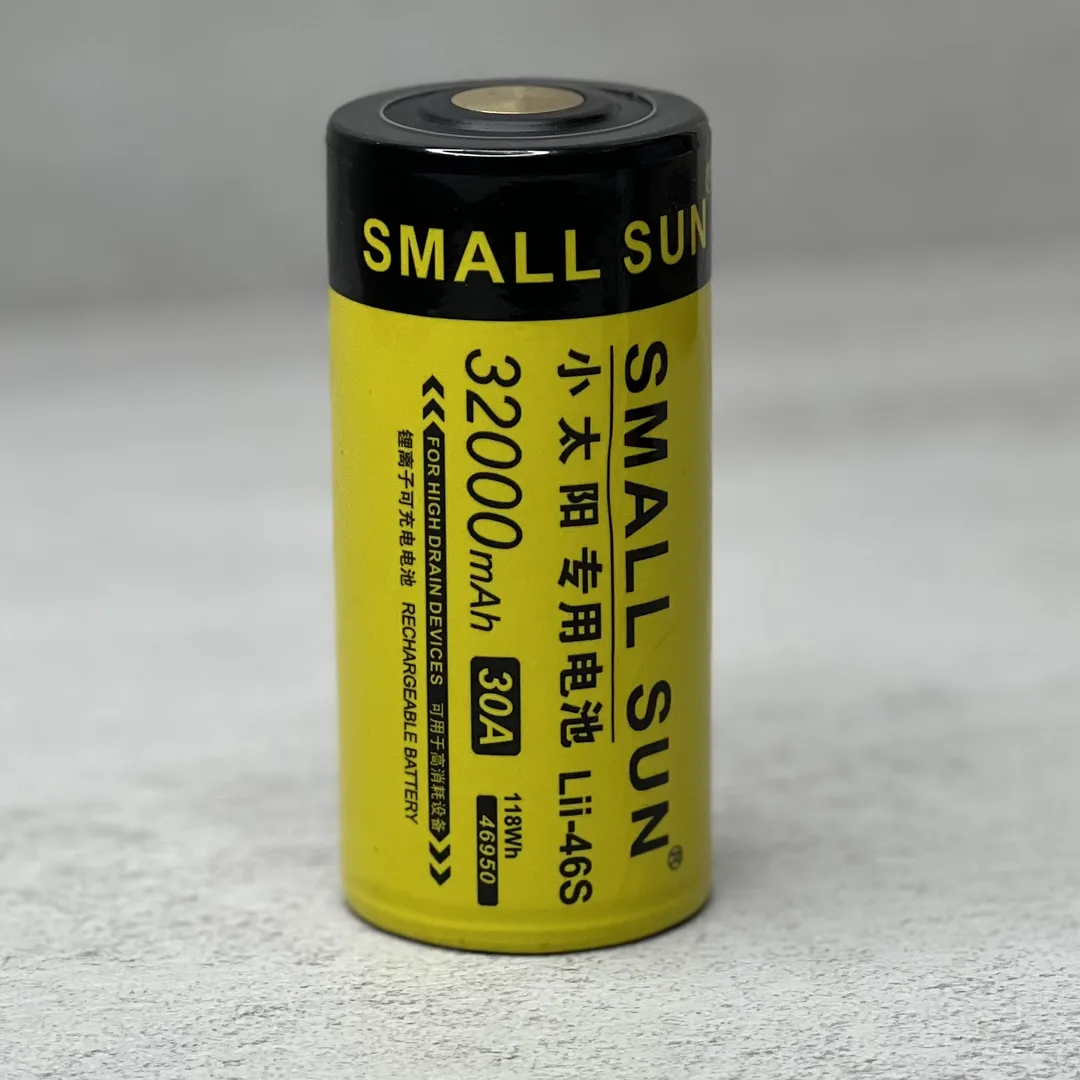 SMALL SUN
SMALL SUN®
小太阳专用电池 Lii-46S
32000mAh 30A 118Wh
46950
FOR HIGH DRAIN DEVICES 可用于高消耗设备
锂离子可充电电池 RECHARGEABLE BATTERY